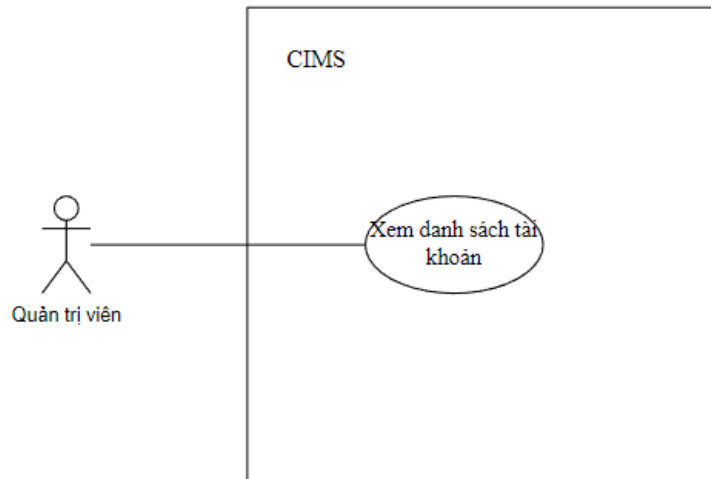 CIMS
Xem danh sách tài
khoản
Quản trị viên